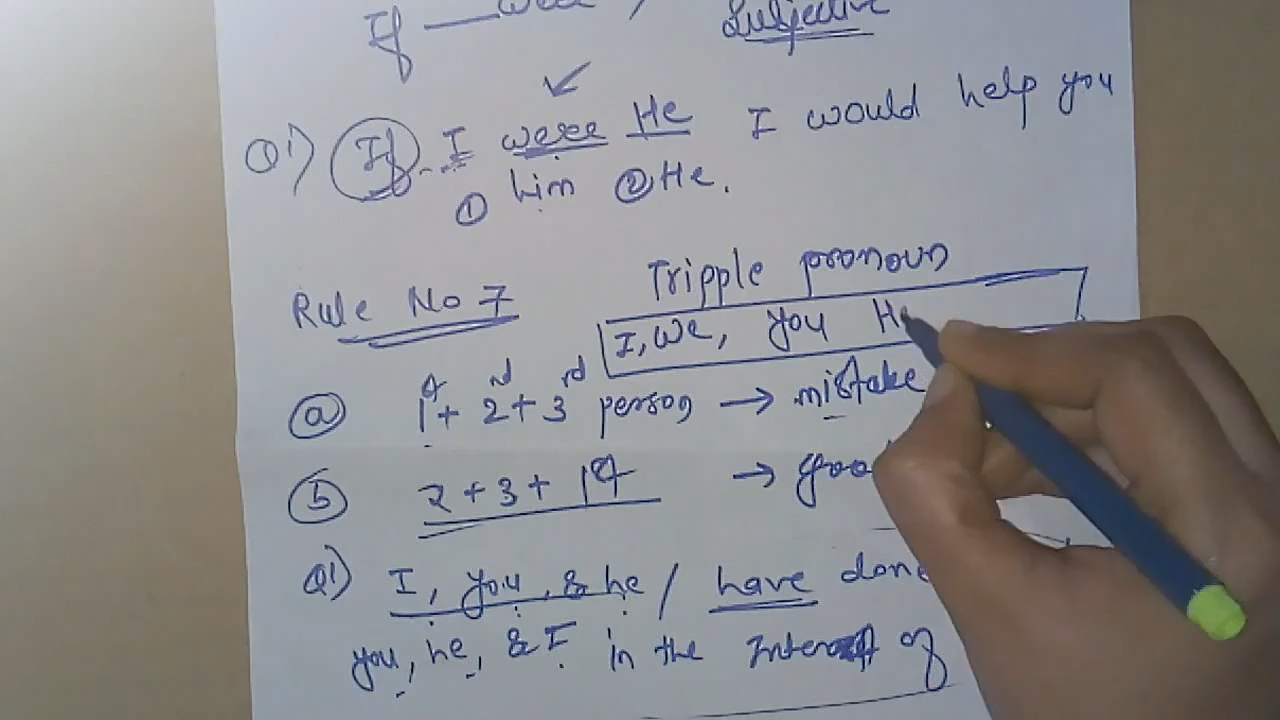 If — were / Subjective
Q1) If I were He I would help you
① him ② He.
Rule No 7 Tripple pronoun
I, We, you He
ⓐ 1st + 2nd + 3rd person → mistake
ⓑ 2 + 3 + 1st → good
Q1) I, you, & he / have done
you, he, & I in the Interest of